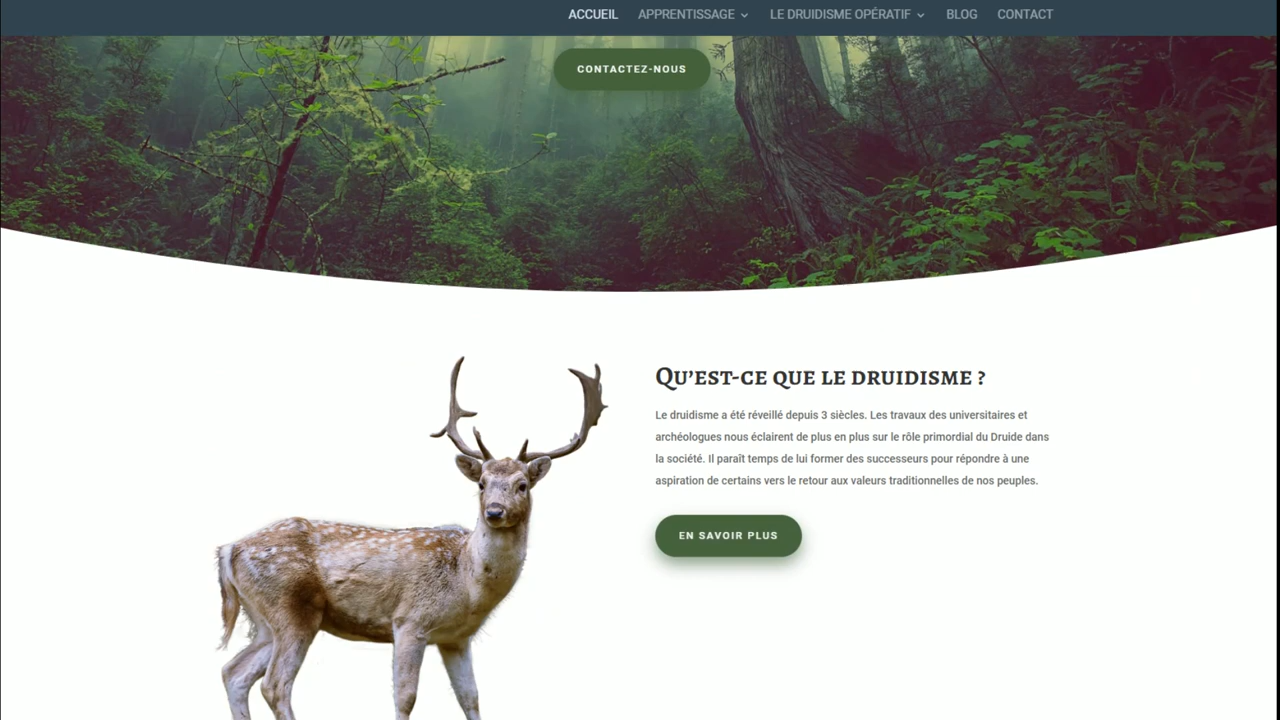 ACCUEIL APPRENTISSAGE LE DRUIDISME OPÉRATIF BLOG CONTACT
CONTACTEZ-NOUS
Qu'est-ce que le druidisme ?
Le druidisme a été réveillé depuis 3 siècles. Les travaux des universitaires et
archéologues nous éclairent de plus en plus sur le rôle primordial du Druide dans
la société. Il paraît temps de lui former des successeurs pour répondre à une
aspiration de certains vers le retour aux valeurs traditionnelles de nos peuples.
EN SAVOIR PLUS